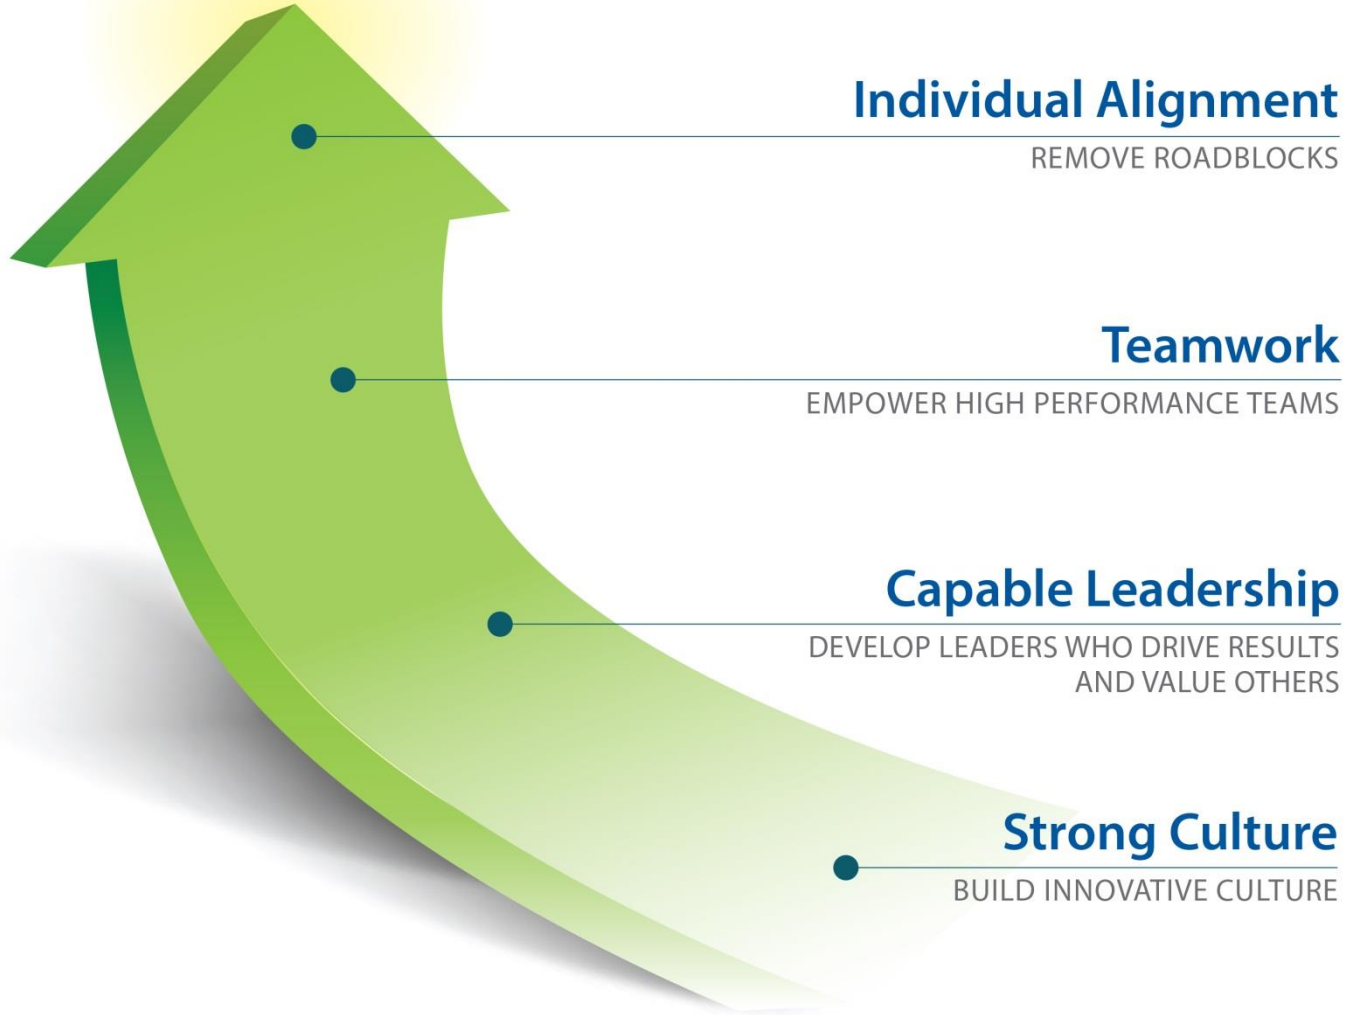 Individual Alignment
REMOVE ROADBLOCKS
Teamwork
EMPOWER HIGH PERFORMANCE TEAMS
Capable Leadership
DEVELOP LEADERS WHO DRIVE RESULTS
AND VALUE OTHERS
Strong Culture
BUILD INNOVATIVE CULTURE